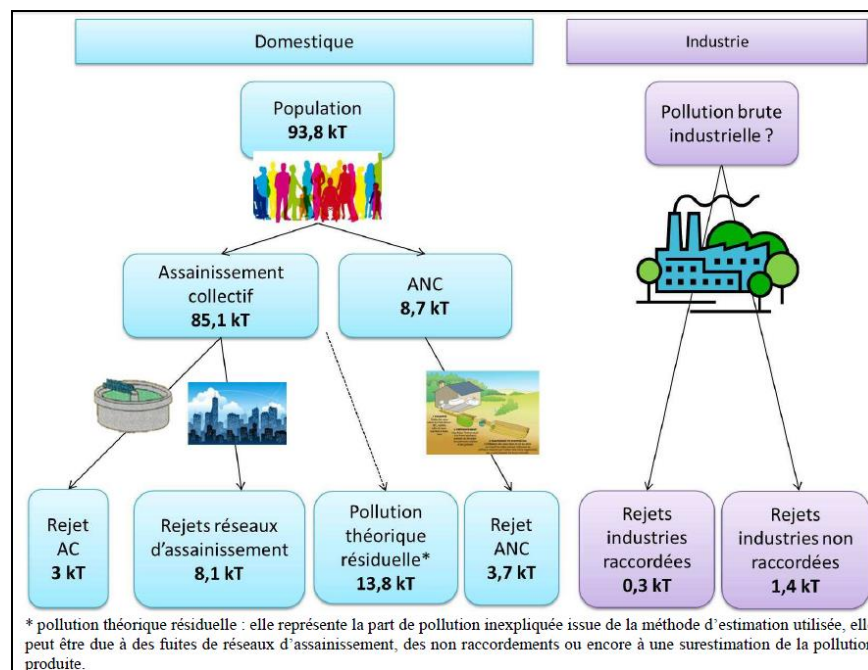 Domestique
Industrie
Population
93,8 kT
Pollution brute
industrielle ?
Assainissement
collectif
85,1 kT
ANC
8,7 kT
Rejet
AC
3 kT
Rejets réseaux
d'assainissement
8,1 kT
Pollution
théorique
résiduelle*
13,8 kT
Rejet
ANC
3,7 kT
Rejets
industries
raccordées
0,3 kT
Rejets
industries non
raccordées
1,4 kT
* pollution théorique résiduelle : elle représente la part de pollution inexpliquée issue de la méthode d'estimation utilisée, ell
peut être due à des fuites de réseaux d'assainissement, des non raccordements ou encore à une surestimation de la pollution
produite.